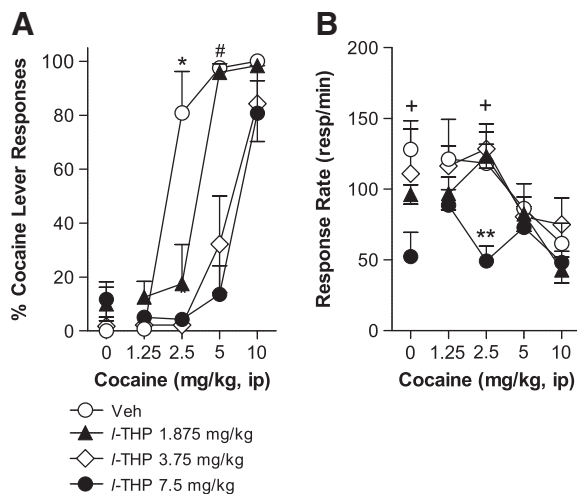 A
% Cocaine Lever Responses
100
80
60
40
20
0
*
#
*
0 1.25 2.5 5 10
Cocaine (mg/kg, ip)
B
Response Rate (resp/min)
200
150
100
50
0
+
+
**
0 1.25 2.5 5 10
Cocaine (mg/kg, ip)
Veh
l-THP 1.875 mg/kg
l-THP 3.75 mg/kg
l-THP 7.5 mg/kg